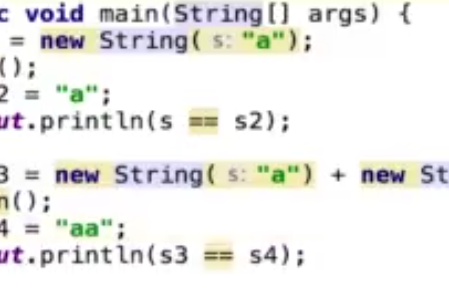 c void main(String[] args) {
= new String( s: "a");
();
2 = "a";
ut.println(s == s2);
3 = new String( s: "a") + new St
n();
4 = "aa";
ut.println(s3 == s4);